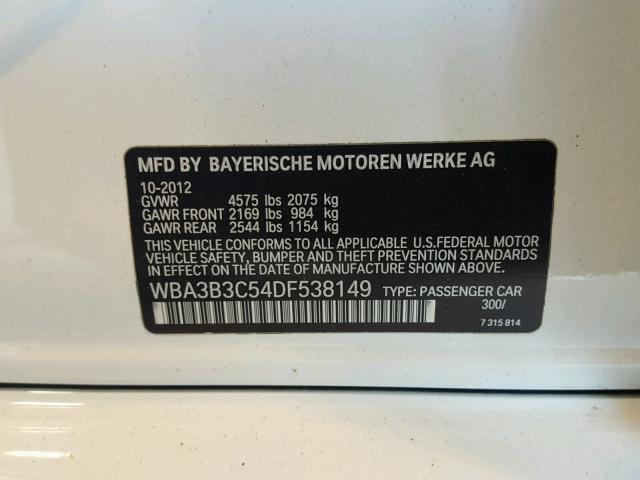 MFD BY BAYERISCHE MOTOREN WERKE AG
10-2012
GVWR 4575 lbs 2075 kg
GAWR FRONT 2169 lbs 984 kg
GAWR REAR 2544 lbs 1154 kg
THIS VEHICLE CONFORMS TO ALL APPLICABLE U.S.FEDERAL MOTOR
VEHICLE SAFETY, BUMPER AND THEFT PREVENTION STANDARDS
IN EFFECT ON THE DATE OF MANUFACTURE SHOWN ABOVE.
WBA3B3C54DF538149 TYPE: PASSENGER CAR
300/
7 315 814